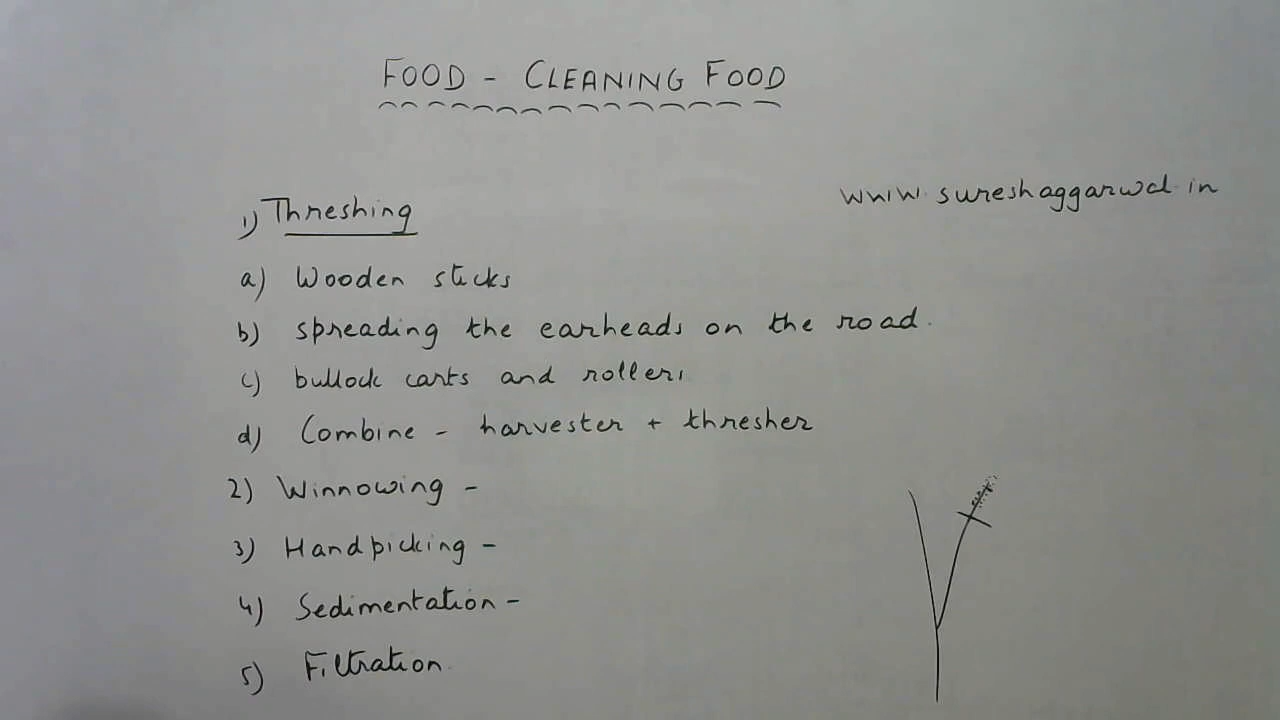 FOOD - CLEANING FOOD
www.sureshaggarwal.in
1) Threshing
a) Wooden sticks
b) spreading the earheads on the road.
c) bullock carts and rollers
d) Combine - harvester + thresher
2) Winnowing -
3) Handpicking -
4) Sedimentation -
5) Filtration